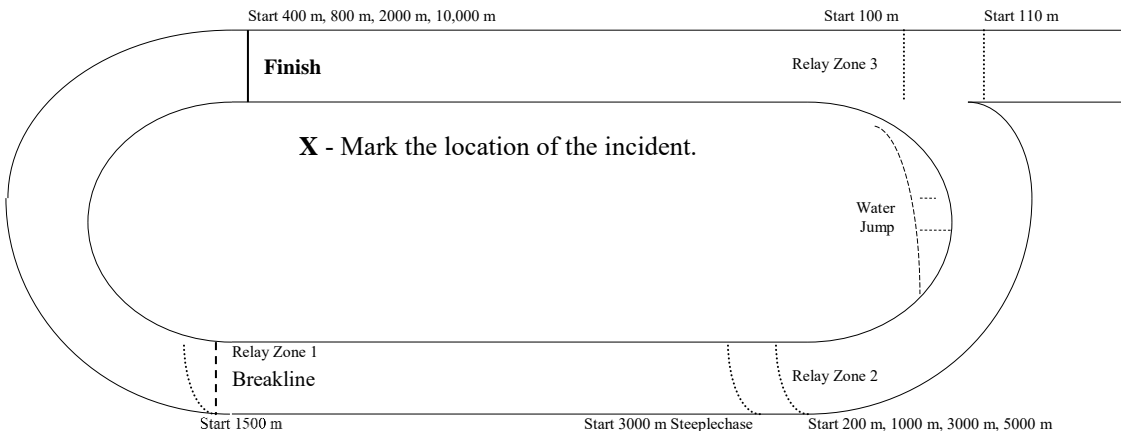 Start 400 m, 800 m, 2000 m, 10,000 m
Start 100 m
Start 110 m
Finish
Relay Zone 3
X - Mark the location of the incident.
Water
Jump
Relay Zone 1
Breakline
Relay Zone 2
Start 1500 m
Start 3000 m Steeplechase
Start 200 m, 1000 m, 3000 m, 5000 m